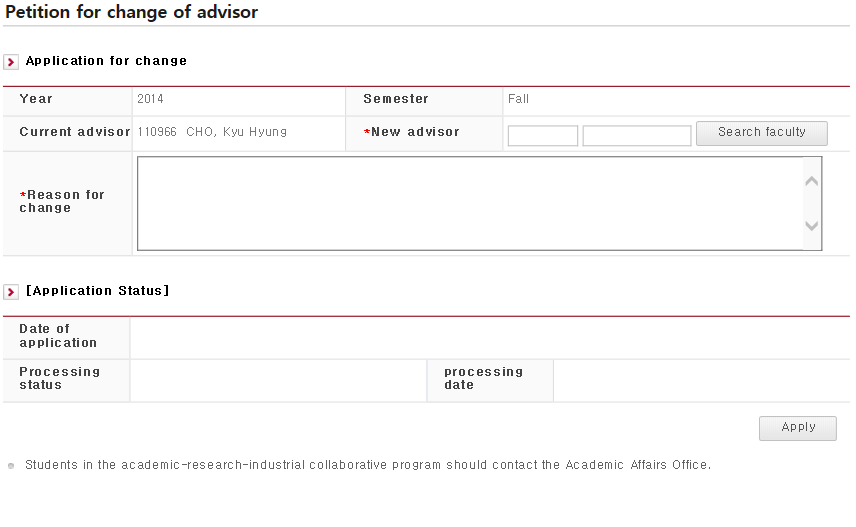 Petition for change of advisor
Application for change
Year 2014 Semester Fall
Current advisor 110966 CHO, Kyu Hyung *New advisor Search faculty
*Reason for
change
[Application Status]
Date of
application
Processing
status
processing
date
Apply
Students in the academic-research-industrial collaborative program should contact the Academic Affairs Office.